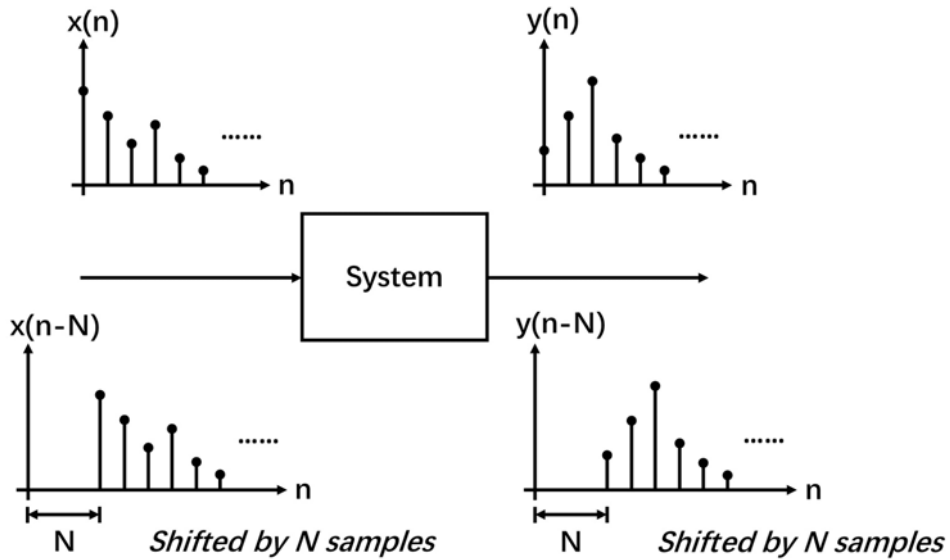 x(n)
y(n)
......
......
n
n
System
x(n-N)
y(n-N)
......
......
n
n
N
Shifted by N samples
N
Shifted by N samples